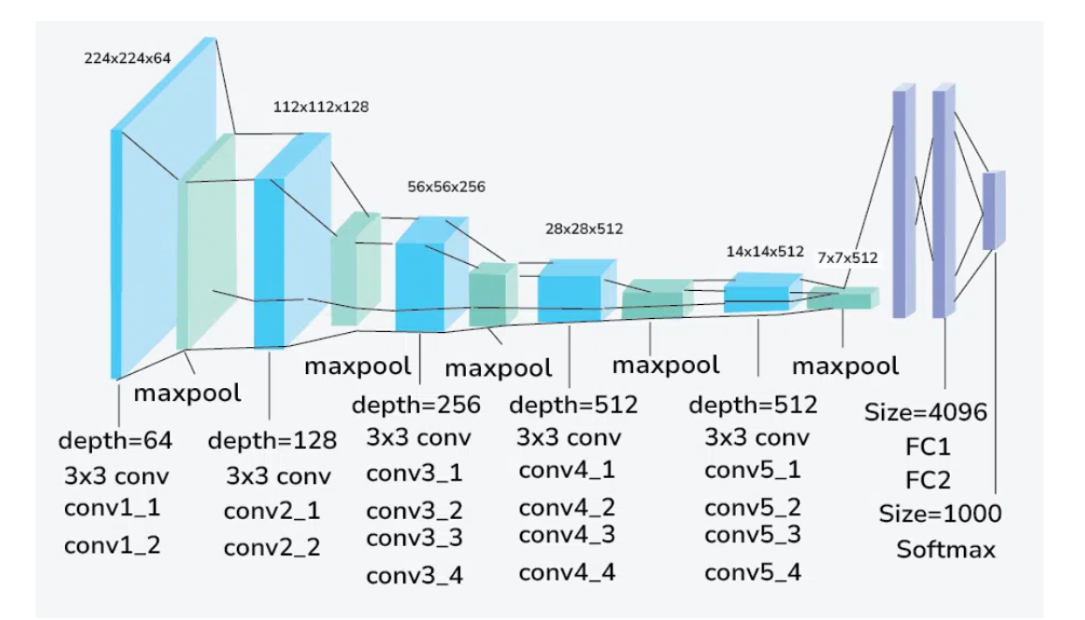 224x224x64
112x112x128
56x56x256
28x28x512
14x14x512
7x7x512
maxpool
maxpool
maxpool
maxpool
maxpool
depth=64
3x3 conv
conv1_1
conv1_2
depth=128
3x3 conv
conv2_1
conv2_2
depth=256
3x3 conv
conv3_1
conv3_2
conv3_3
conv3_4
depth=512
3x3 conv
conv4_1
conv4_2
conv4_3
conv4_4
depth=512
3x3 conv
conv5_1
conv5_2
conv5_3
conv5_4
Size=4096
FC1
FC2
Size=1000
Softmax